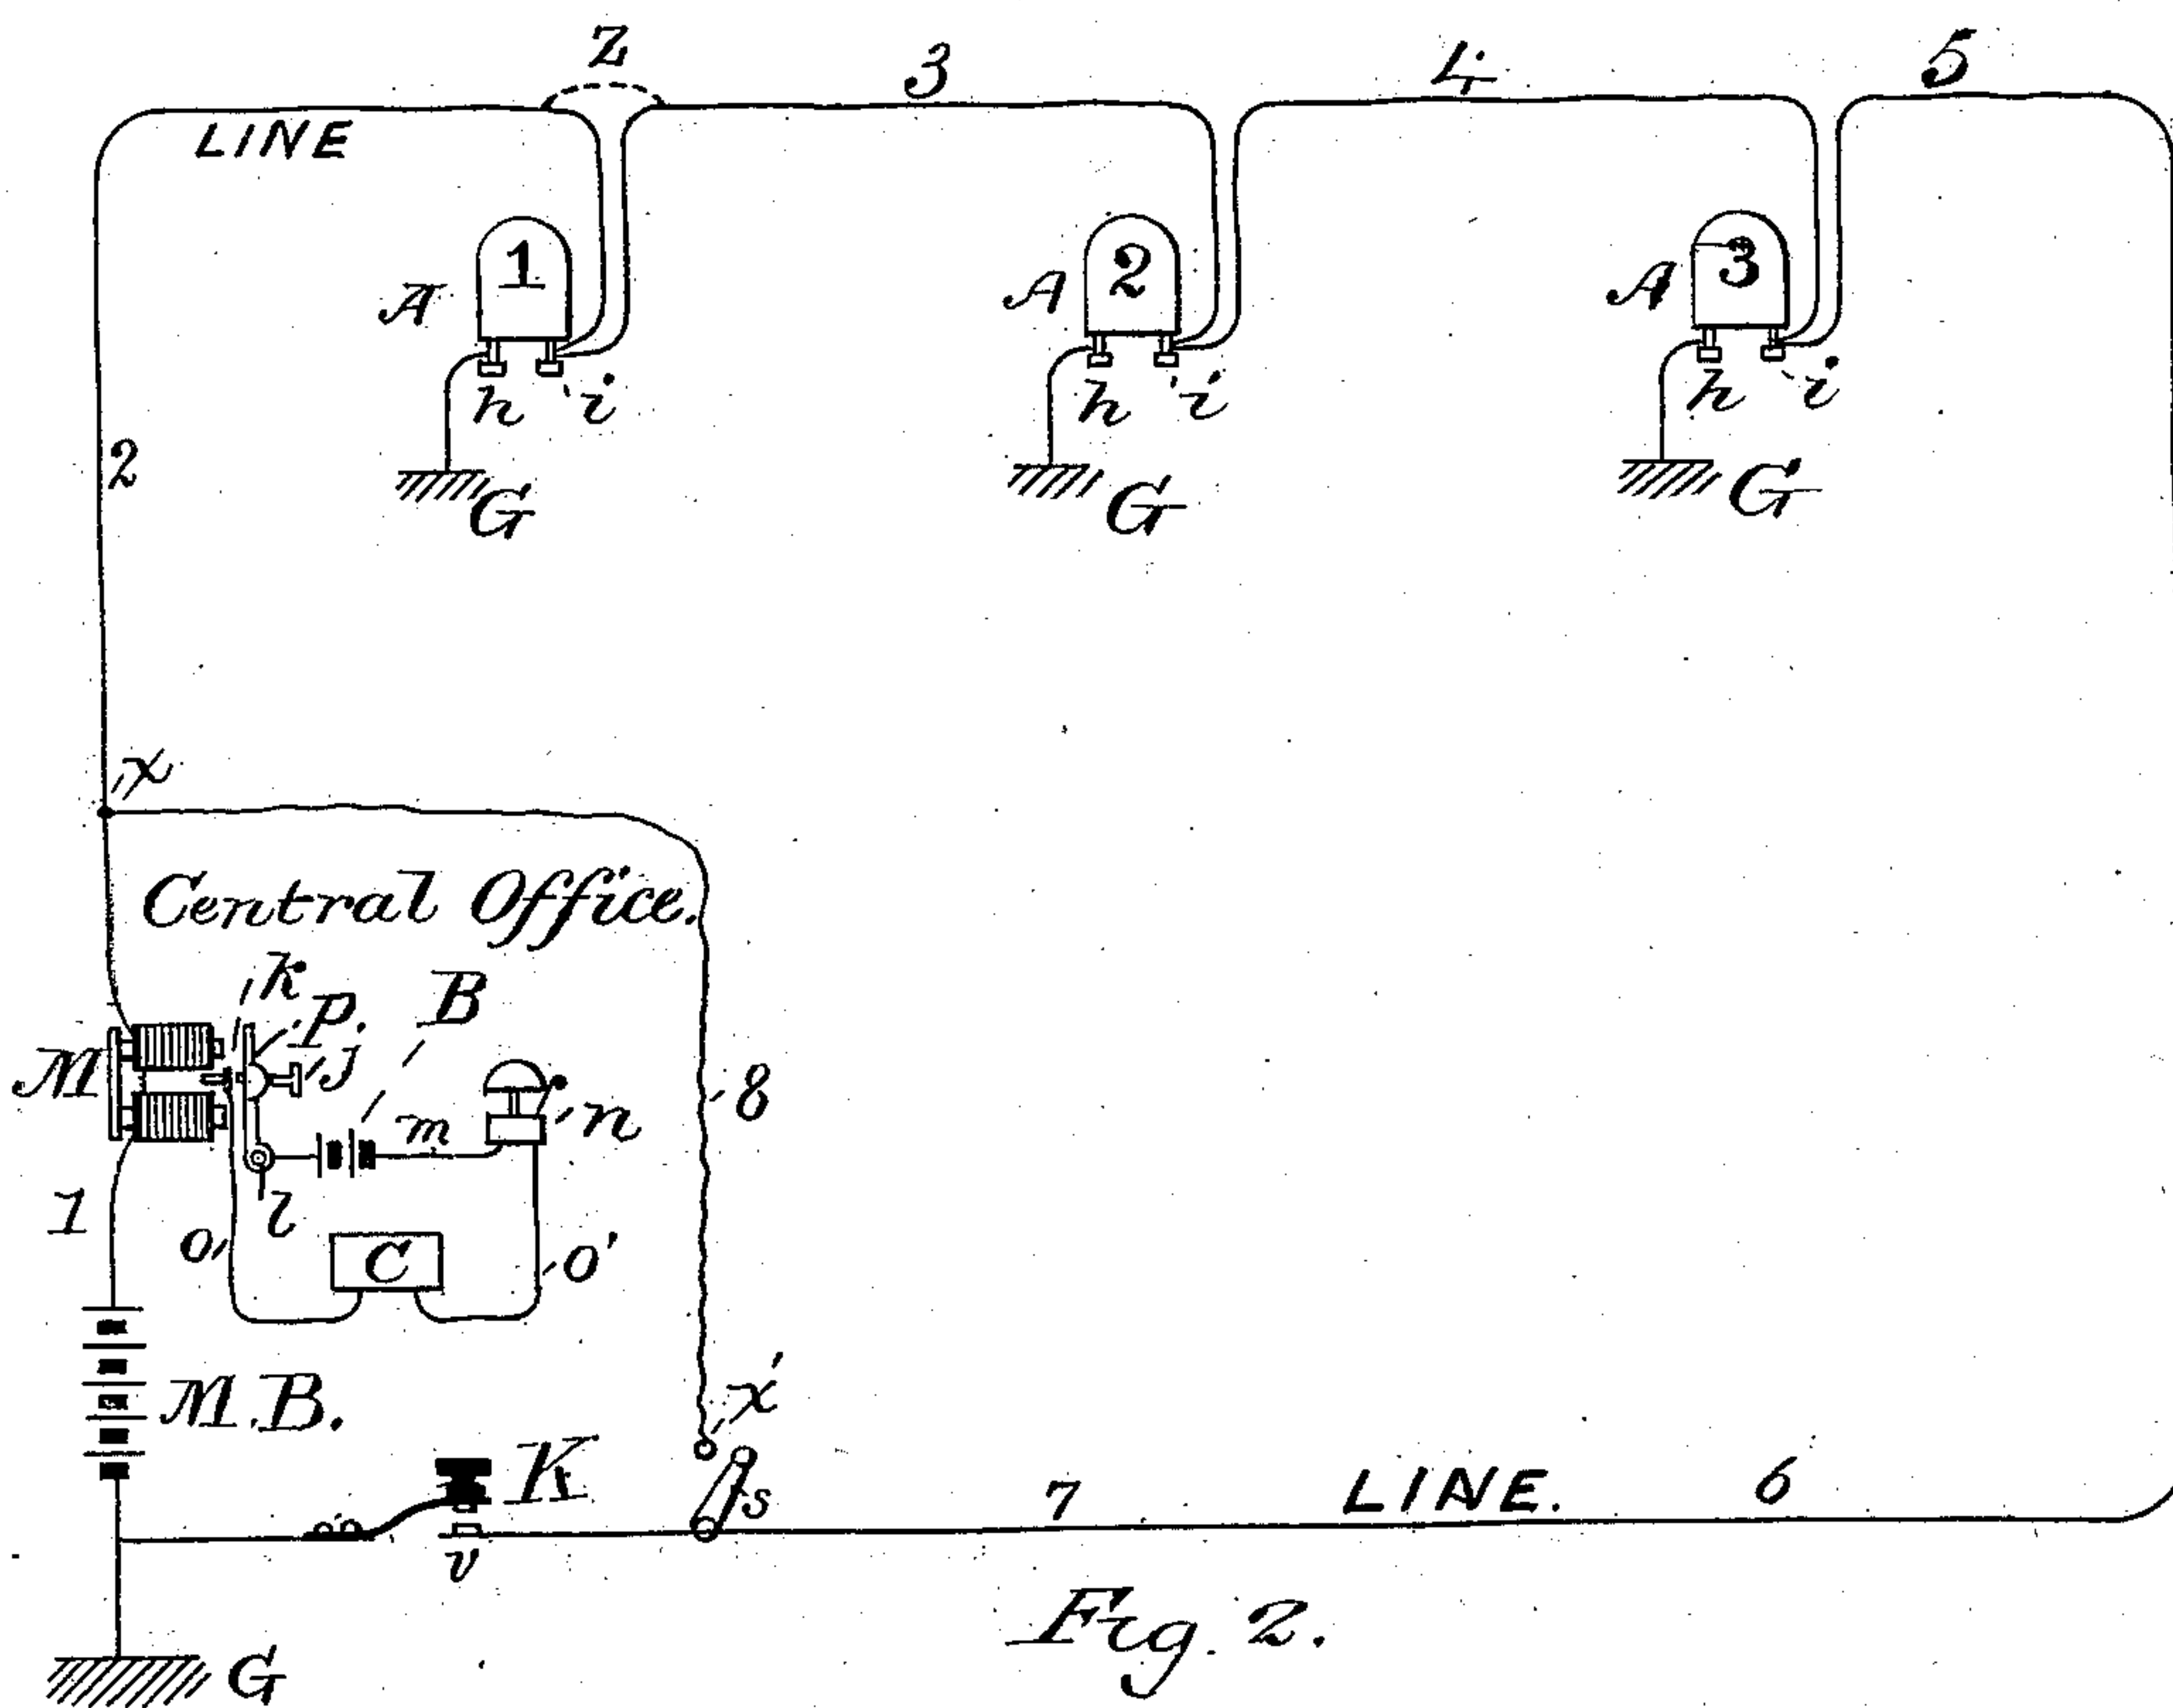 Z 3 4 5
LINE
1 2 3
A A A
h i h i h i
2
G G G
x
Central Office.
k
P.
B
M j
8
m n
1 l
o C o'
M.B. x'
K s
7 LINE. 6
v
Fig. 2.
G